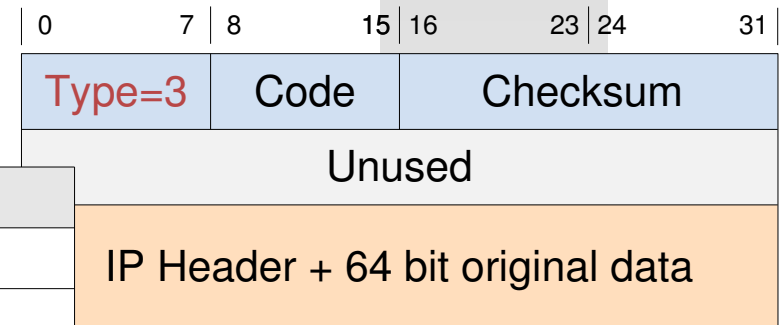 0 7 8 15 16 23 24 31
Type=3 Code Checksum
Unused
IP Header + 64 bit original data